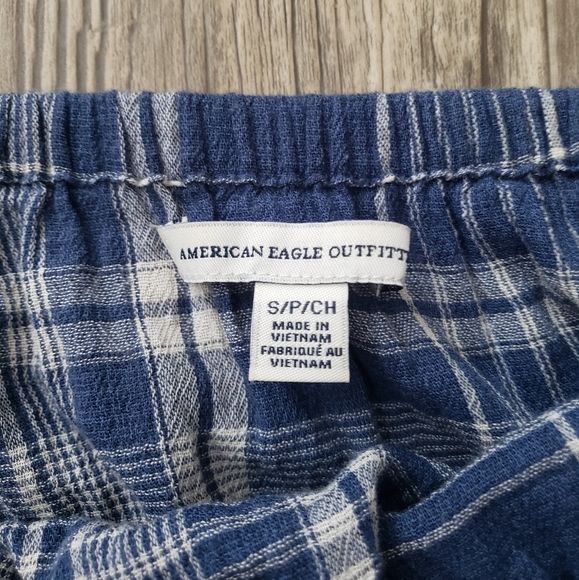 AMERICAN EAGLE OUTFITT
S/P/CH
MADE IN
VIETNAM
FABRIQUÉ AU
VIETNAM